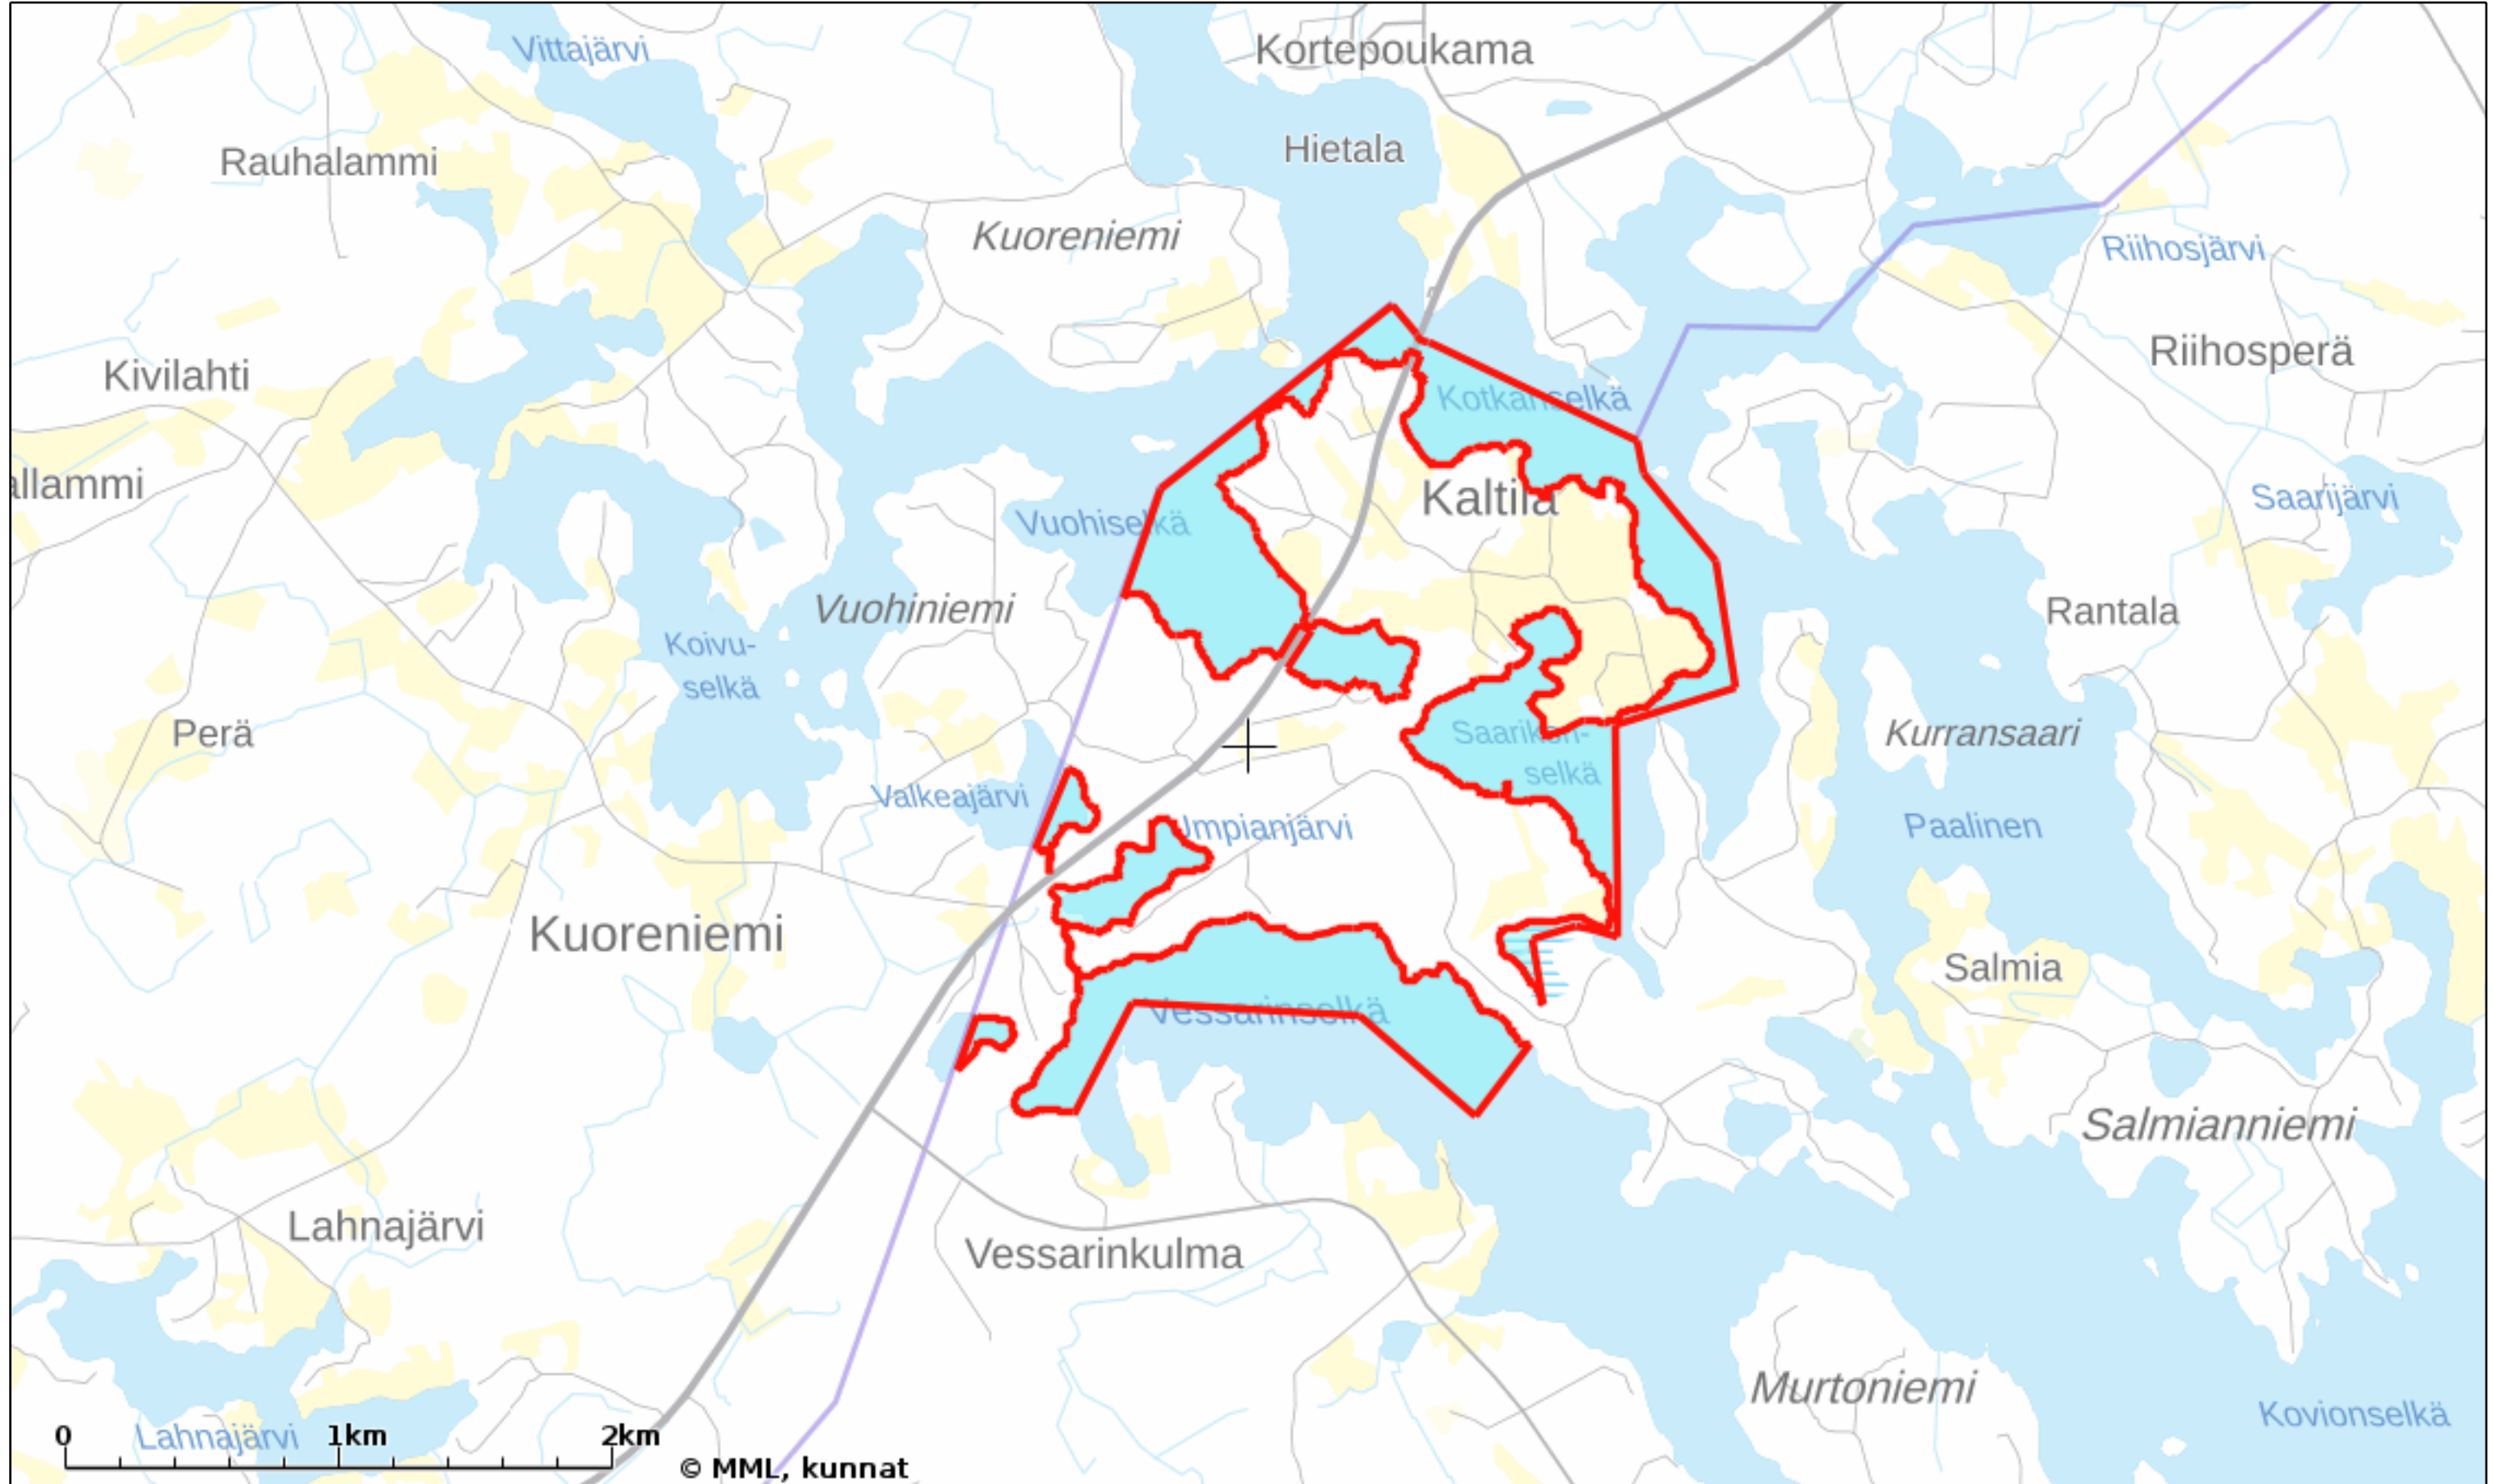 Vittajärvi
Kortepoukama
Hietala
Rauhalammi
Kuoreniemi
Riihosjärvi
Riihosperä
Kivilahti
Kotkanselkä
allammi
Kaltila
Saarijärvi
Vuohiselkä
Vuohiniemi
Rantala
Koivu-
selkä
Perä
Saarikon-
selkä
Kurransaari
Valkeajärvi
Umpianjärvi
Paalinen
Kuoreniemi
Salmia
Vessarinselkä
Salmianniemi
Lahnajärvi
Vessarinkulma
Murtoniemi
Kovionselkä
Lahnajärvi
0 1km 2km
© MML, kunnat